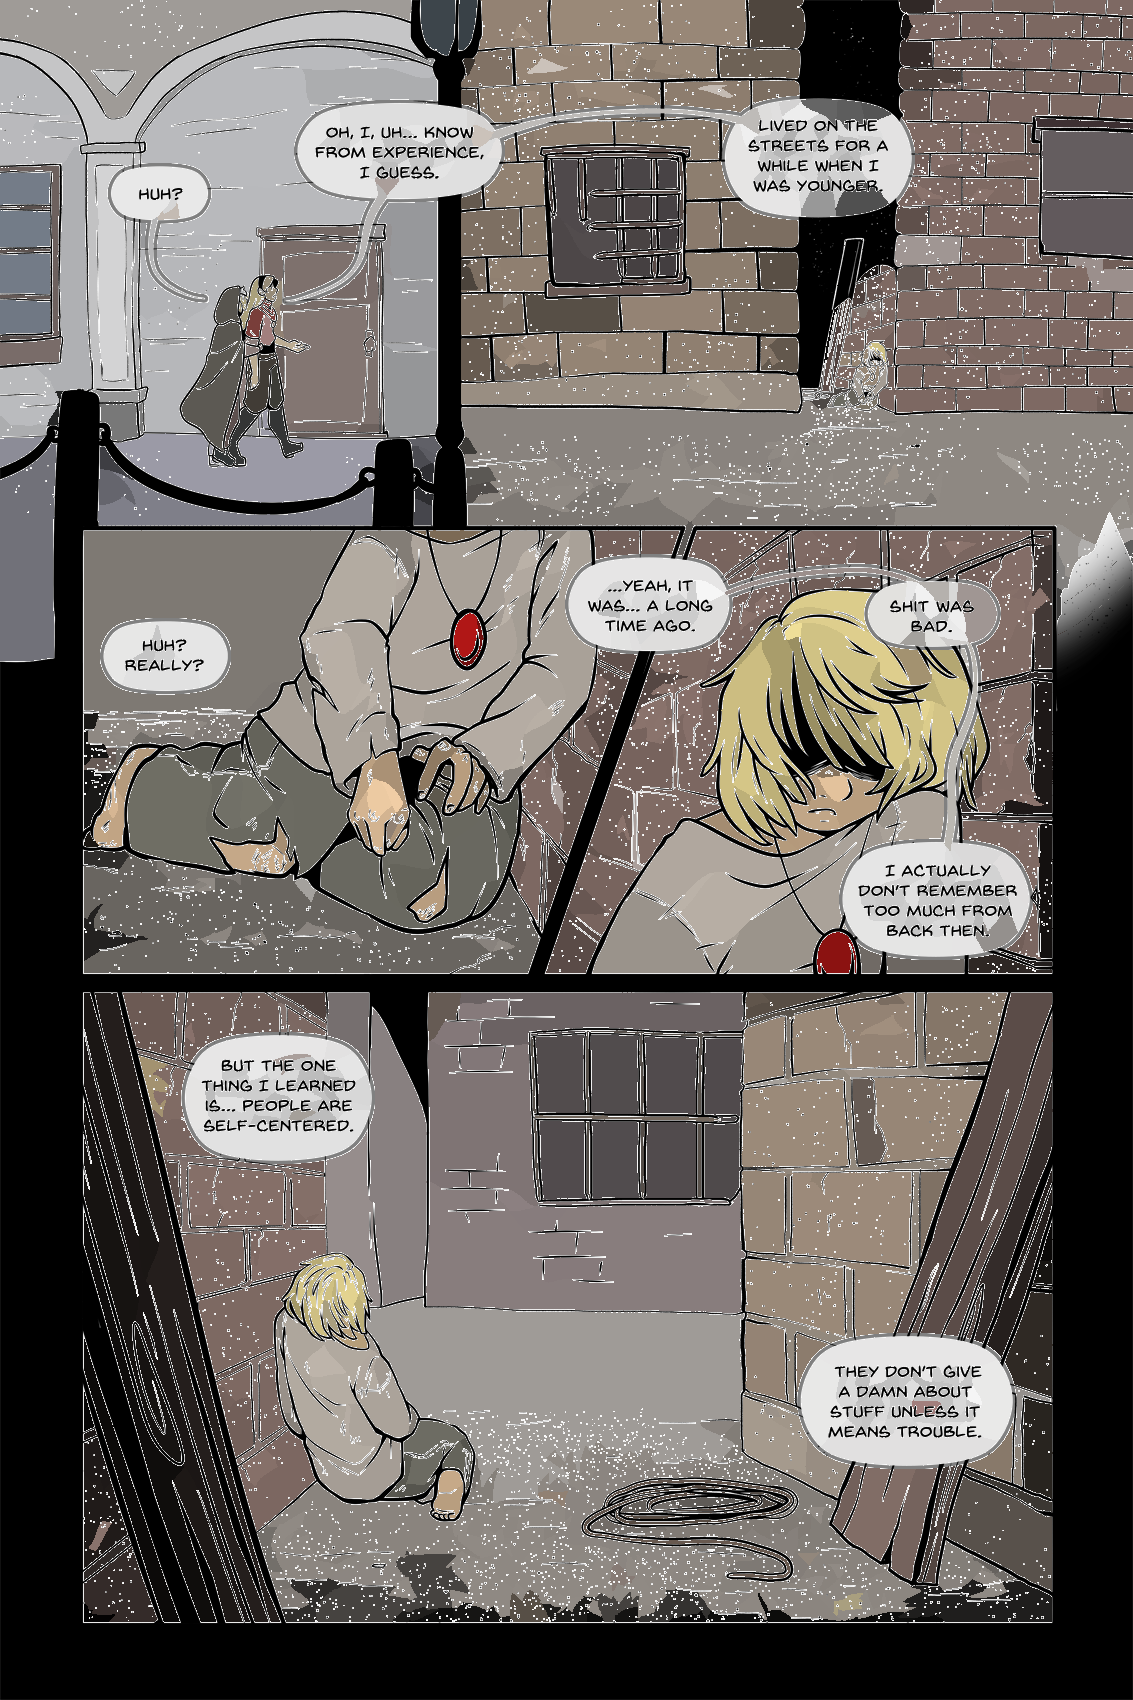 HUH?
OH, I, UH... KNOW
FROM EXPERIENCE,
I GUESS.
LIVED ON THE
STREETS FOR A
WHILE WHEN I
WAS YOUNGER.
HUH?
REALLY?
...YEAH, IT
WAS... A LONG
TIME AGO.
SHIT WAS
BAD.
I ACTUALLY
DON'T REMEMBER
TOO MUCH FROM
BACK THEN.
BUT THE ONE
THING I LEARNED
IS... PEOPLE ARE
SELF-CENTERED.
THEY DON'T GIVE
A DAMN ABOUT
STUFF UNLESS IT
MEANS TROUBLE.